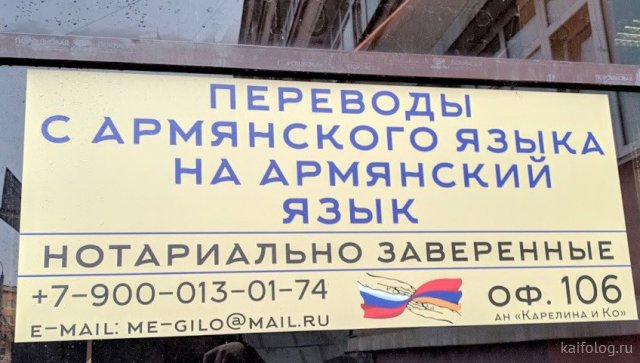 ПЕРЕВОДЫ
С АРМЯНСКОГО ЯЗЫКА
НА АРМЯНСКИЙ
ЯЗЫК
НОТАРИАЛЬНО ЗАВЕРЕННЫЕ
+7-900-013-01-74
ОФ. 106
E-MAIL: ME-GILO@MAIL.RU
АН «КАРЕЛИНА И КО»
kaifolog.ru